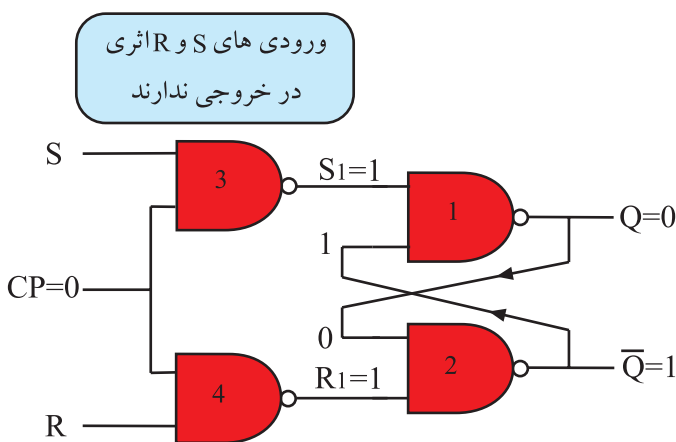 ورودی های S و R اثری
در خروجی ندارند
S
3
S1=1
1
Q=0
1
CP=0
0
2
Q̅=1
R1=1
4
R